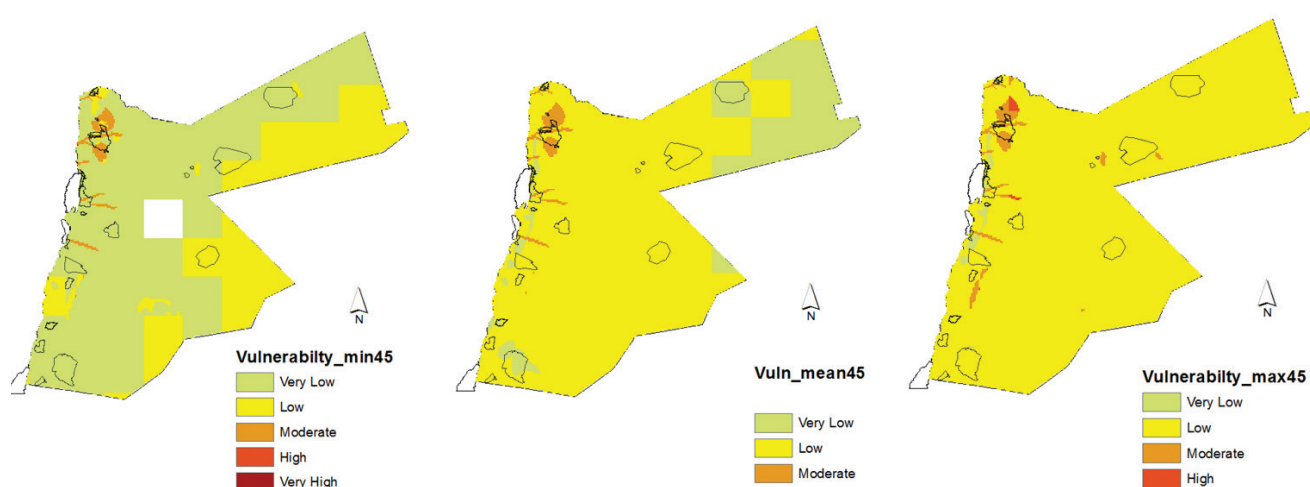 N
Vulnerabilty_min45
Very Low
Low
Moderate
High
Very High
N
Vuln_mean45
Very Low
Low
Moderate
N
Vulnerabilty_max45
Very Low
Low
Moderate
High